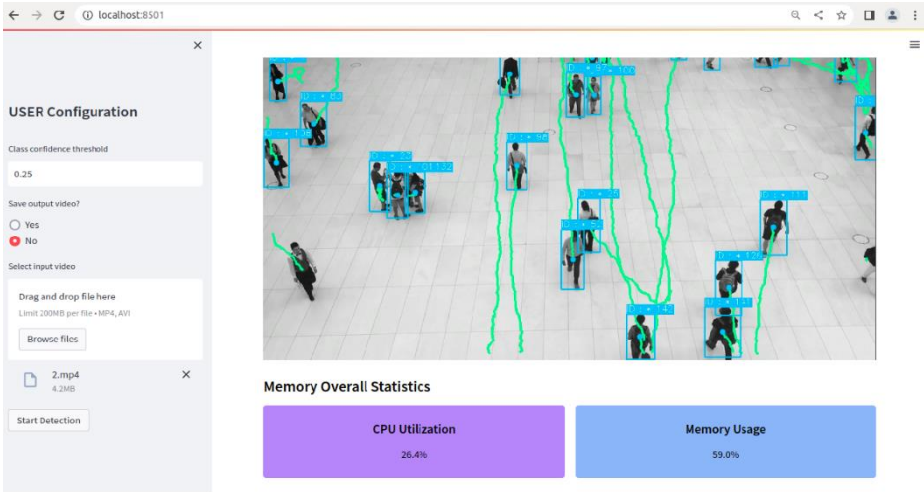 localhost:8501
USER Configuration
Class confidence threshold
0.25
Save output video?
Yes
No
Select input video
Drag and drop file here
Limit 200MB per file • MP4, AVI
Browse files
2.mp4
4.2MB
Start Detection
Memory Overall Statistics
CPU Utilization
26.4%
Memory Usage
59.0%